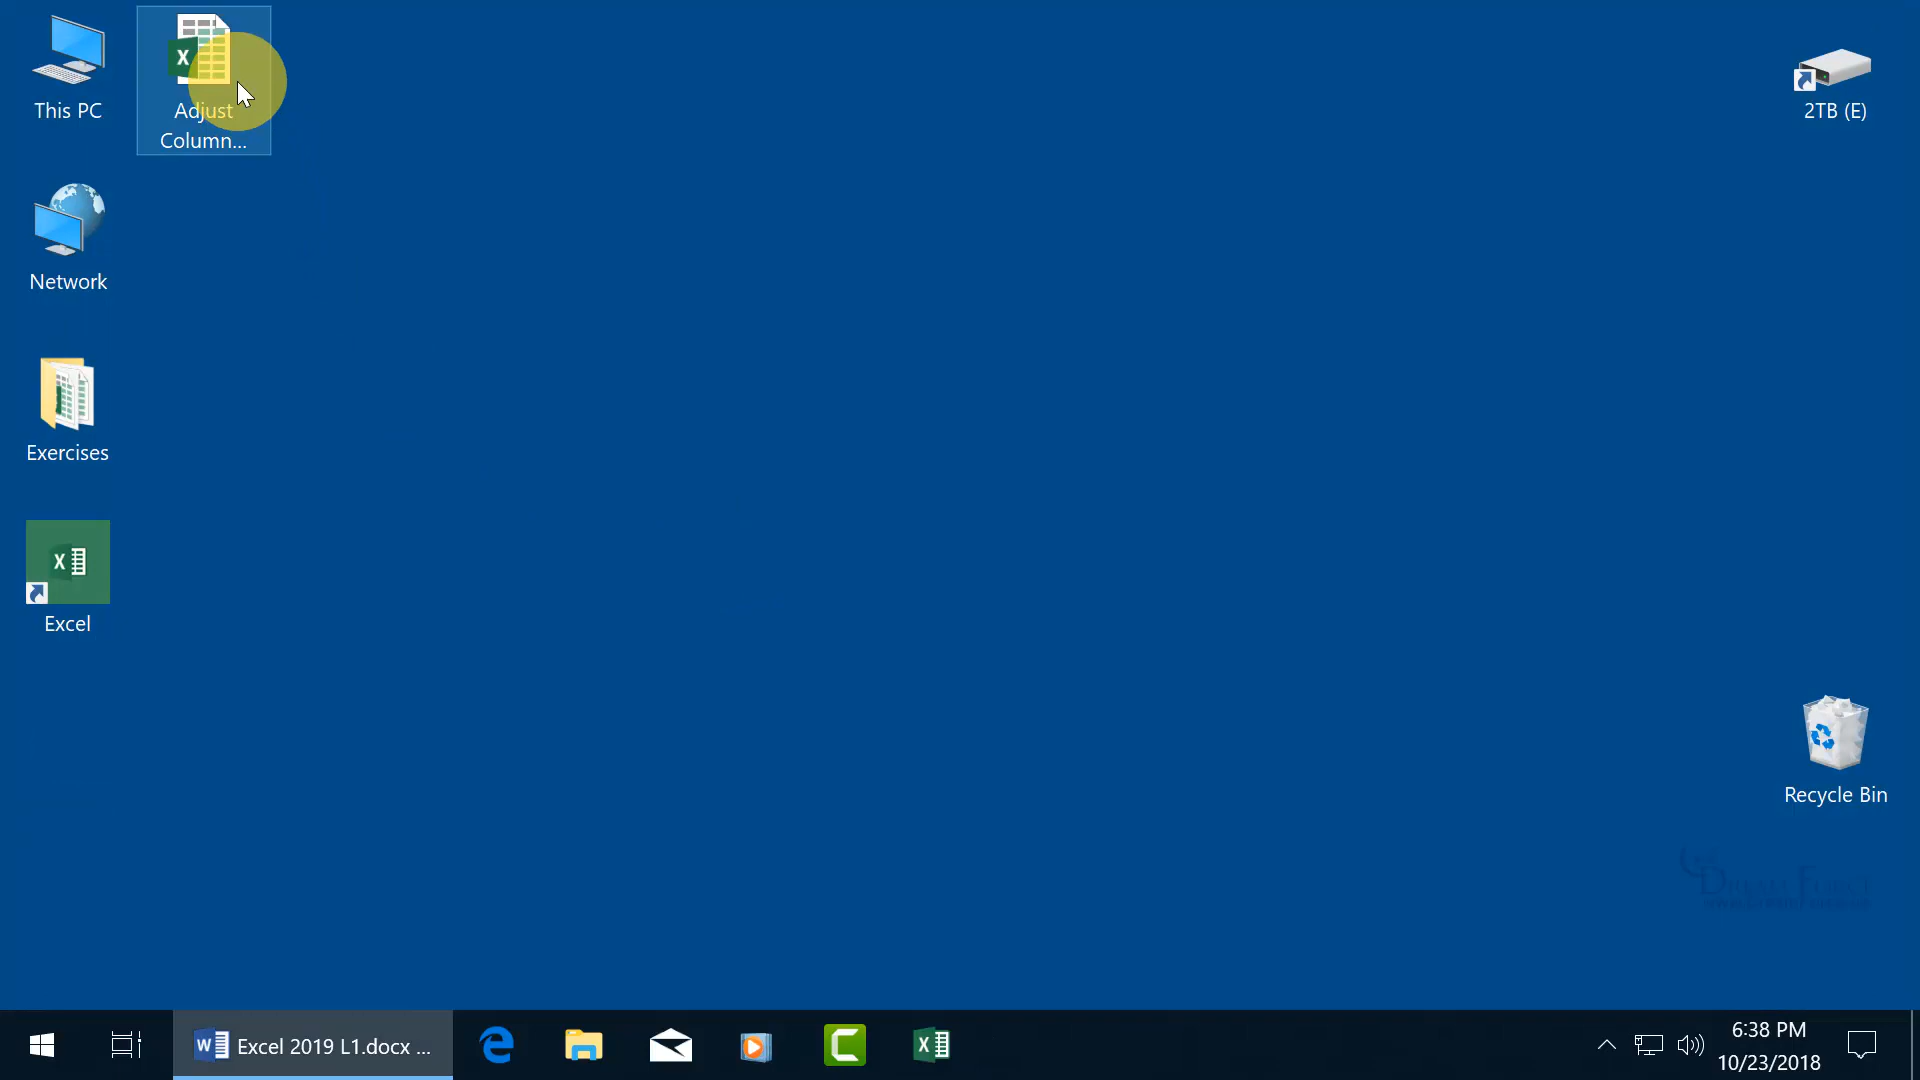 This PC
Adjust
Column...
2TB (E)
Network
Exercises
Excel
Recycle Bin
Excel 2019 L1.docx ...
6:38 PM
10/23/2018